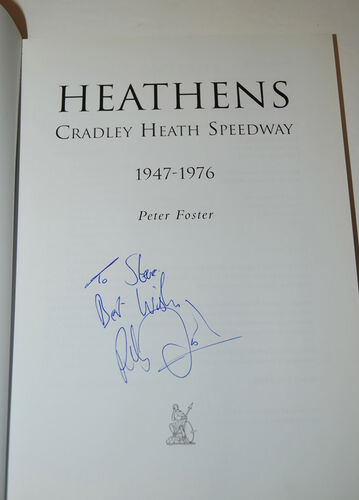 HEATHENS
CRADLEY HEATH SPEEDWAY
1947-1976
Peter Foster
To Steve
Best Wishes